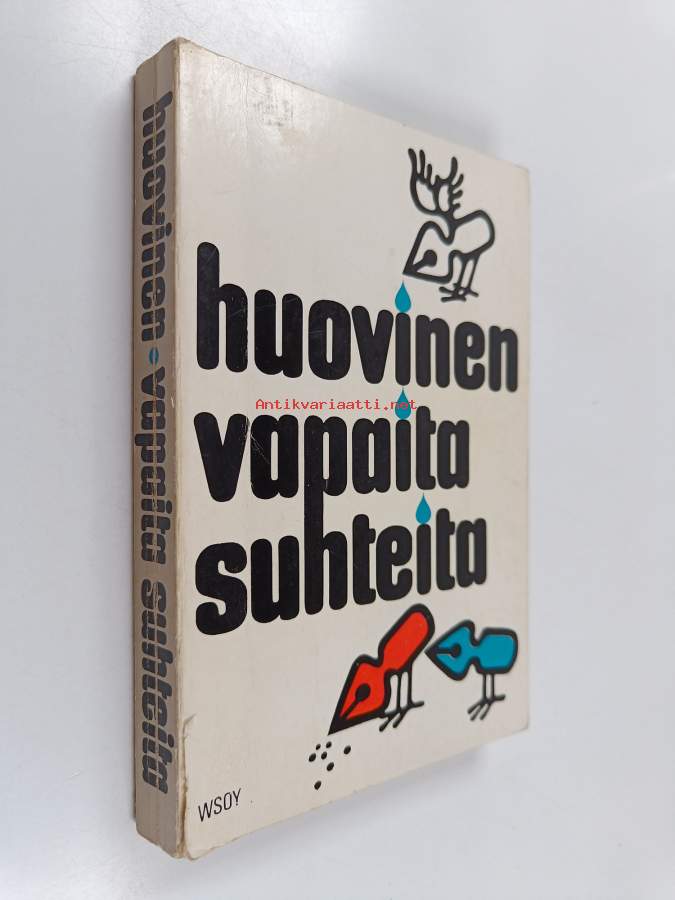 huovinen • vapaita suhteita
huovinen
Antikvariaatti.net
vapaita
suhteita
WSOY